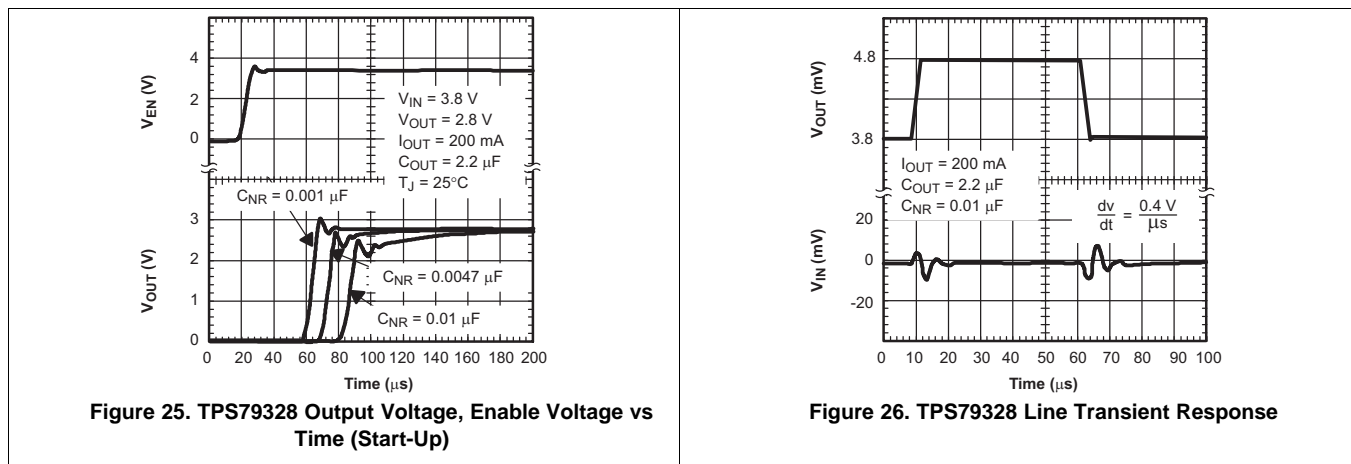 4
2
0
V_EN (V)
V_IN = 3.8 V
V_OUT = 2.8 V
I_OUT = 200 mA
C_OUT = 2.2 μF
T_J = 25°C
C_NR = 0.001 μF
3
2
1
0
V_OUT (V)
C_NR = 0.0047 μF
C_NR = 0.01 μF
0 20 40 60 80 100 120 140 160 180 200
Time (μs)
Figure 25. TPS79328 Output Voltage, Enable Voltage vs
Time (Start-Up)
4.8
3.8
V_OUT (mV)
I_OUT = 200 mA
C_OUT = 2.2 μF
C_NR = 0.01 μF
dv/dt = 0.4 V/μs
20
0
-20
V_IN (mV)
0 10 20 30 40 50 60 70 80 90 100
Time (μs)
Figure 26. TPS79328 Line Transient Response